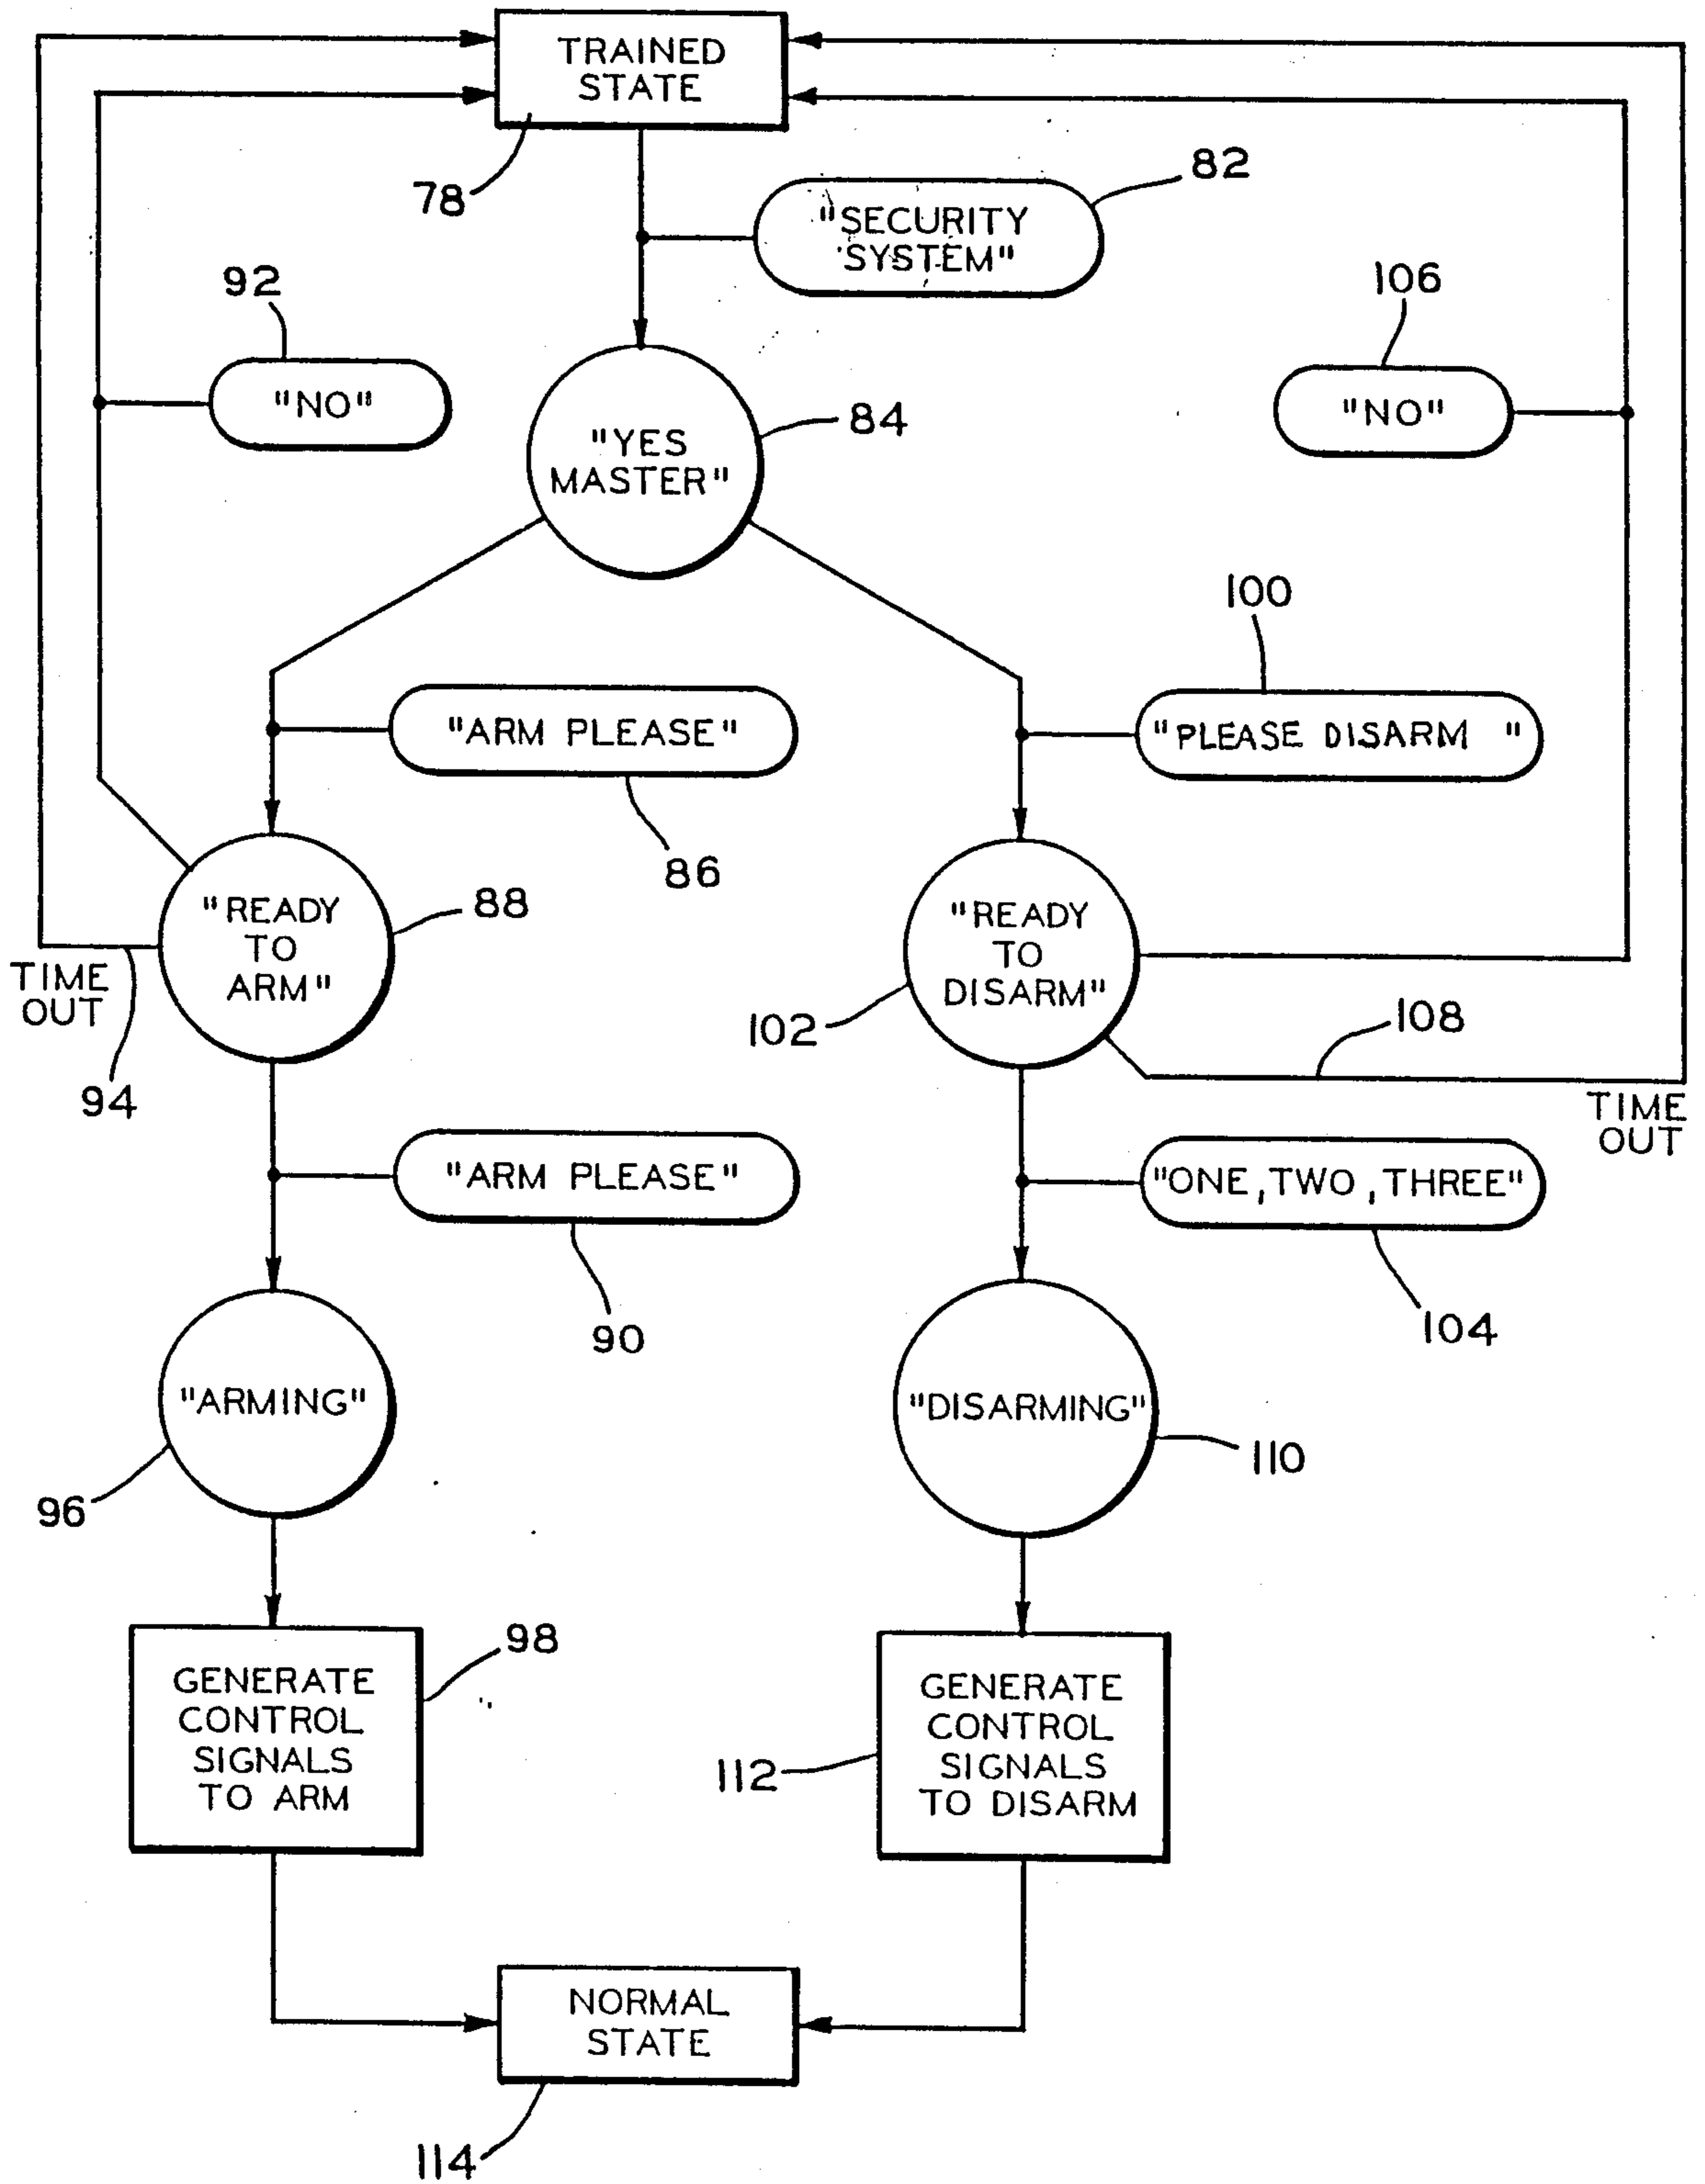 TRAINED
STATE
78
82
"SECURITY
SYSTEM"
92
"NO"
106
"NO"
"YES
MASTER"
84
100
"ARM PLEASE"
86
"PLEASE DISARM "
"READY
TO
ARM"
88
TIME
OUT
94
"READY
TO
DISARM"
102
108
TIME
OUT
"ARM PLEASE"
90
"ONE, TWO, THREE"
104
"ARMING"
96
"DISARMING"
110
GENERATE
CONTROL
SIGNALS
TO ARM
98
GENERATE
CONTROL
SIGNALS
TO DISARM
112
NORMAL
STATE
114